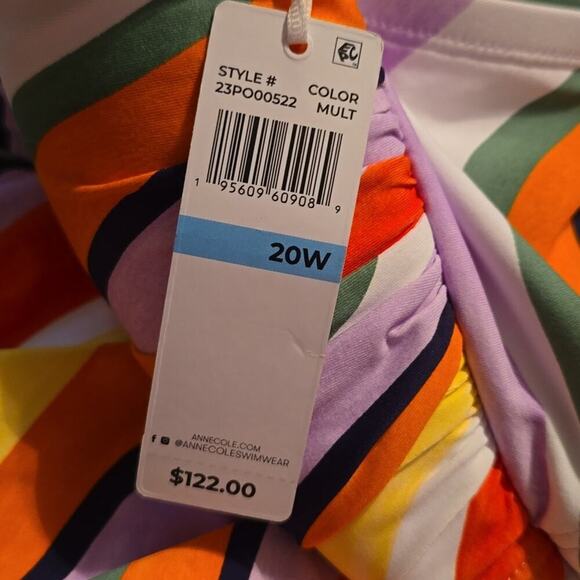 STYLE # COLOR
23PO00522 MULT
1 95609 60908 9
20W
ANNECOLE.COM
@ANNECOLESWIMWEAR
$122.00